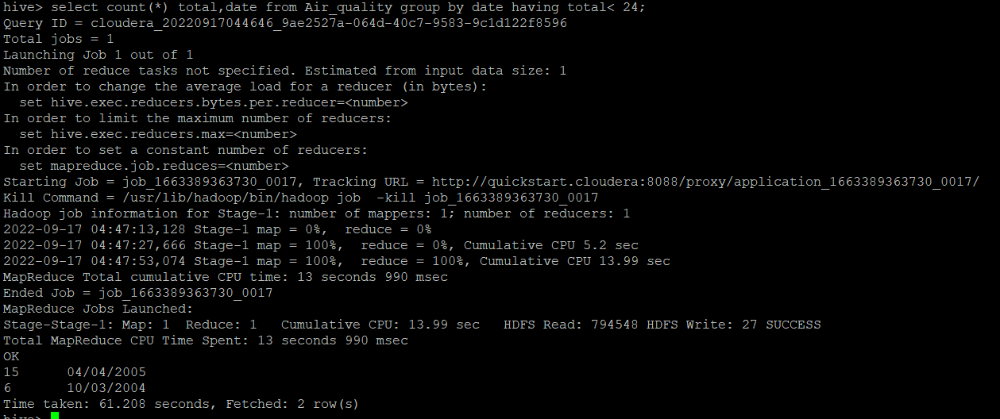 hive> select count(*) total,date from Air_quality group by date having total< 24;
Query ID = cloudera_20220917044646_9ae2527a-064d-40c7-9583-9c1d122f8596
Total jobs = 1
Launching Job 1 out of 1
Number of reduce tasks not specified. Estimated from input data size: 1
In order to change the average load for a reducer (in bytes):
  set hive.exec.reducers.bytes.per.reducer=<number>
In order to limit the maximum number of reducers:
  set hive.exec.reducers.max=<number>
In order to set a constant number of reducers:
  set mapreduce.job.reduces=<number>
Starting Job = job_1663389363730_0017, Tracking URL = http://quickstart.cloudera:8088/proxy/application_1663389363730_0017/
Kill Command = /usr/lib/hadoop/bin/hadoop job  -kill job_1663389363730_0017
Hadoop job information for Stage-1: number of mappers: 1; number of reducers: 1
2022-09-17 04:47:13,128 Stage-1 map = 0%,  reduce = 0%
2022-09-17 04:47:27,666 Stage-1 map = 100%,  reduce = 0%, Cumulative CPU 5.2 sec
2022-09-17 04:47:53,074 Stage-1 map = 100%,  reduce = 100%, Cumulative CPU 13.99 sec
MapReduce Total cumulative CPU time: 13 seconds 990 msec
Ended Job = job_1663389363730_0017
MapReduce Jobs Launched:
Stage-Stage-1: Map: 1  Reduce: 1   Cumulative CPU: 13.99 sec   HDFS Read: 794548 HDFS Write: 27 SUCCESS
Total MapReduce CPU Time Spent: 13 seconds 990 msec
OK
15      04/04/2005
6       10/03/2004
Time taken: 61.208 seconds, Fetched: 2 row(s)
hive>